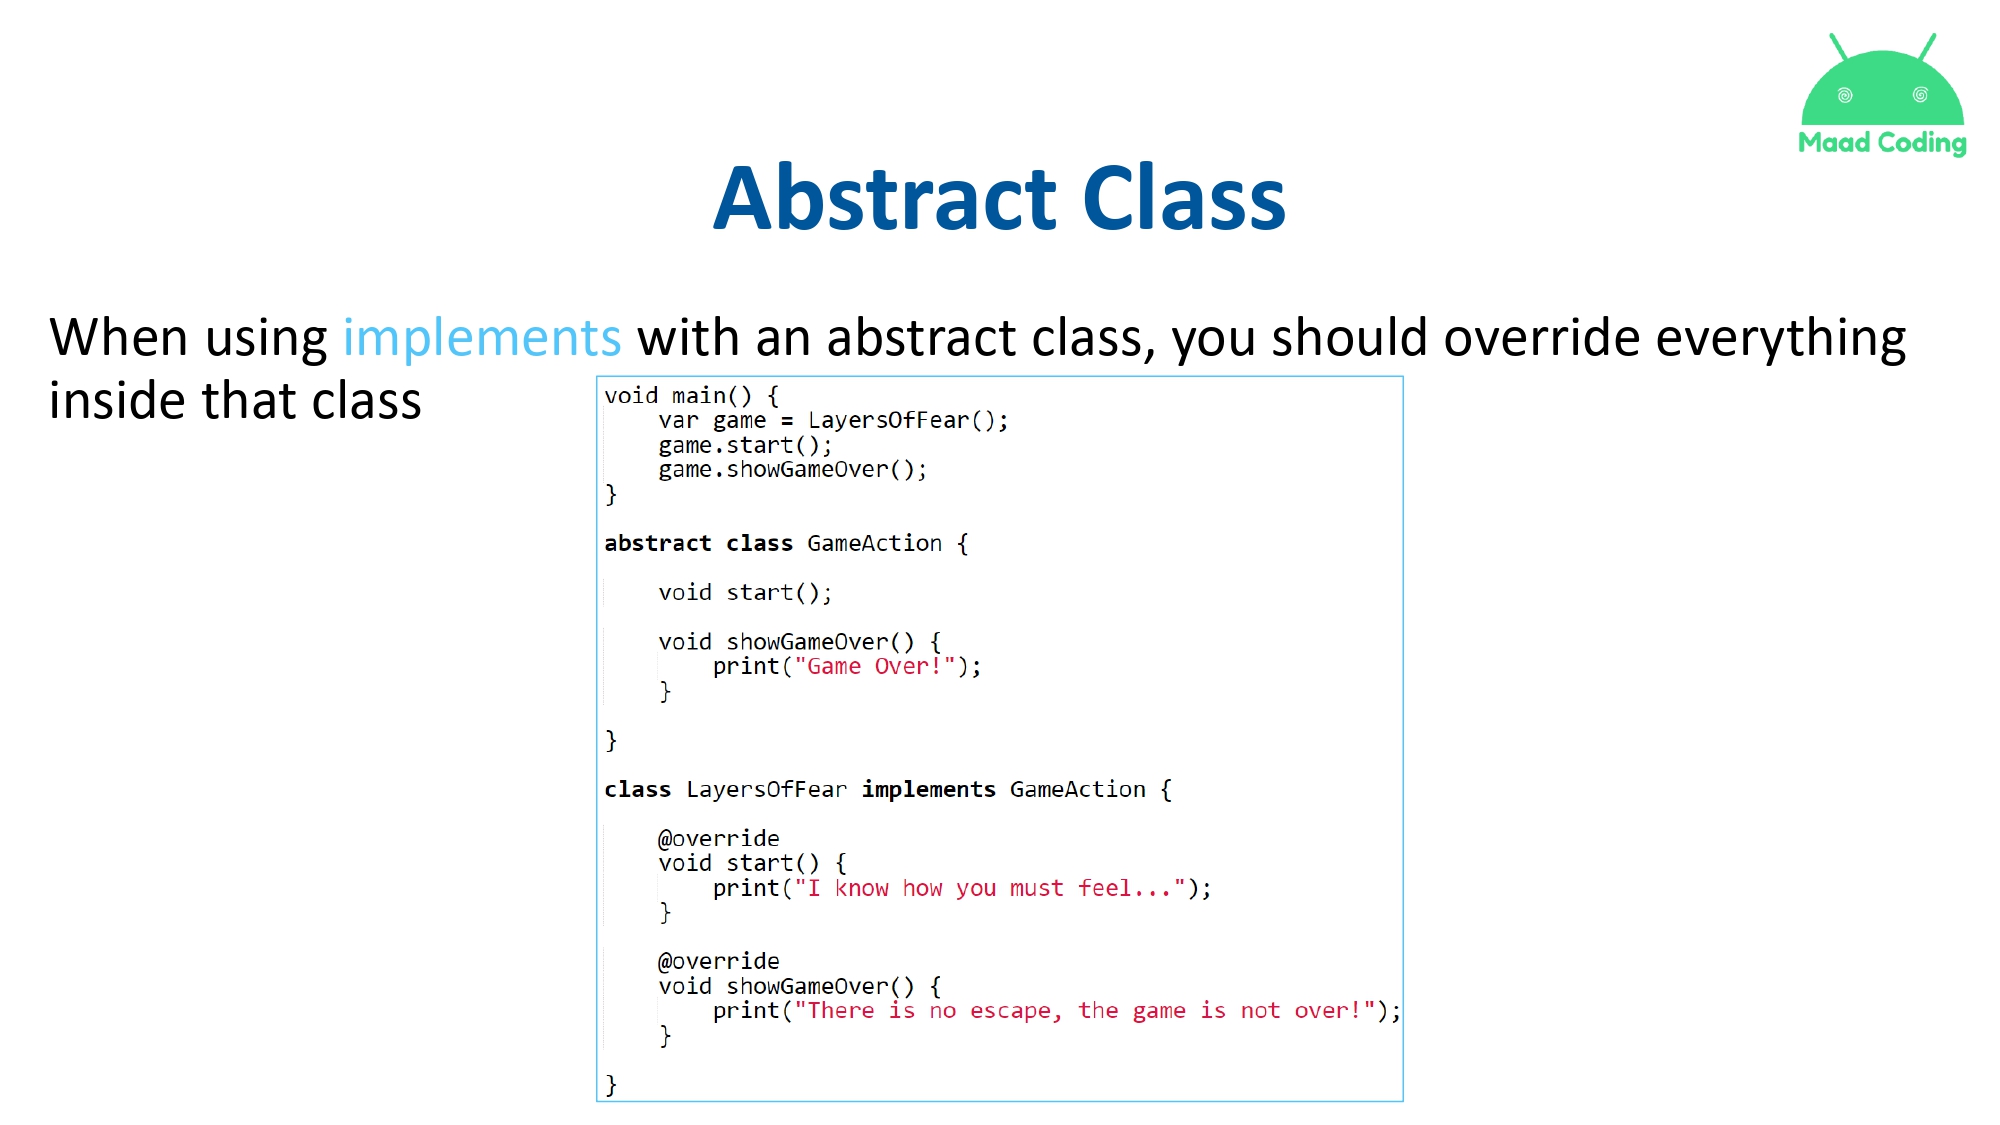 Maad Coding
Abstract Class
When using implements with an abstract class, you should override everything
inside that class
void main() {
    var game = LayersOfFear();
    game.start();
    game.showGameOver();
}
abstract class GameAction {
    void start();
    void showGameOver() {
        print("Game Over!");
    }
}
class LayersOfFear implements GameAction {
    @override
    void start() {
        print("I know how you must feel...");
    }
    @override
    void showGameOver() {
        print("There is no escape, the game is not over!");
    }
}